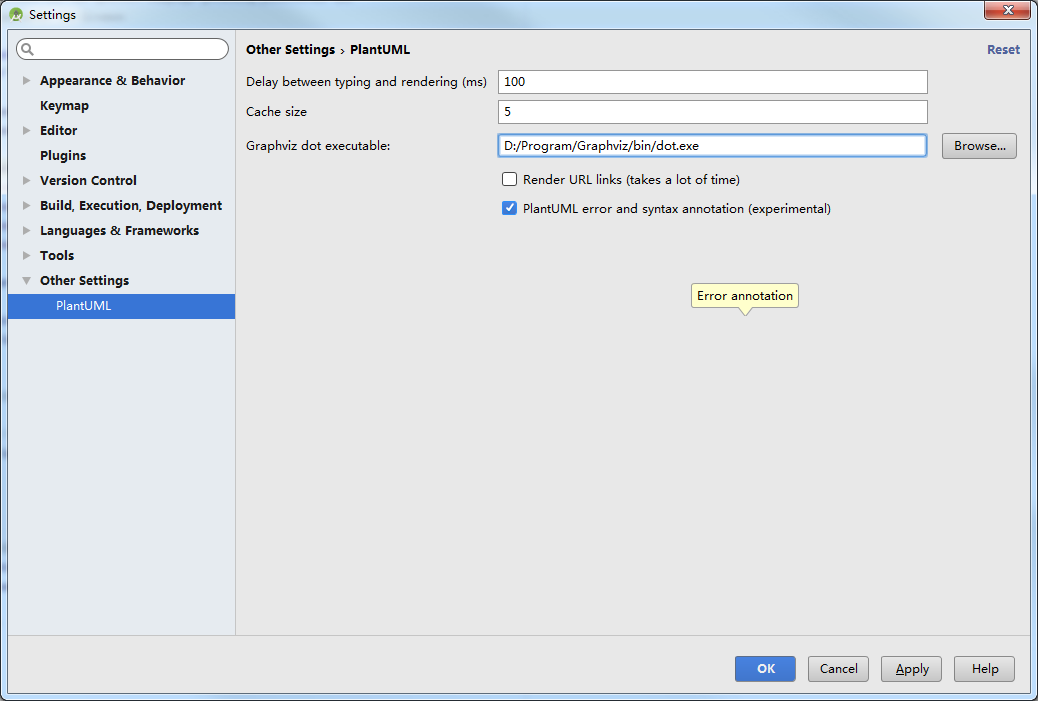 Settings
Other Settings › PlantUML
Reset
Appearance & Behavior
Keymap
Editor
Plugins
Version Control
Build, Execution, Deployment
Languages & Frameworks
Tools
Other Settings
PlantUML
Delay between typing and rendering (ms)
100
Cache size
5
Graphviz dot executable:
D:/Program/Graphviz/bin/dot.exe
Browse...
Render URL links (takes a lot of time)
PlantUML error and syntax annotation (experimental)
Error annotation
OK
Cancel
Apply
Help